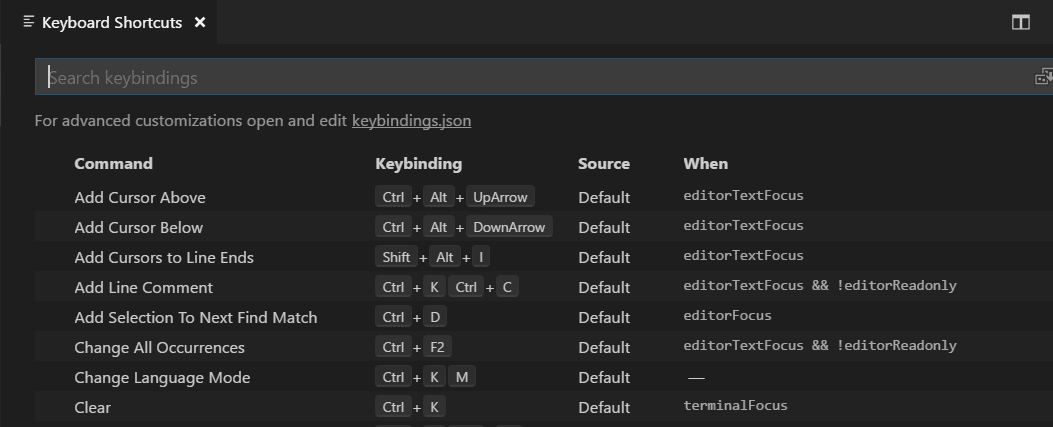 Keyboard Shortcuts ×
Search keybindings
For advanced customizations open and edit keybindings.json
Command Keybinding Source When
Add Cursor Above Ctrl + Alt + UpArrow Default editorTextFocus
Add Cursor Below Ctrl + Alt + DownArrow Default editorTextFocus
Add Cursors to Line Ends Shift + Alt + I Default editorTextFocus
Add Line Comment Ctrl + K Ctrl + C Default editorTextFocus && !editorReadonly
Add Selection To Next Find Match Ctrl + D Default editorFocus
Change All Occurrences Ctrl + F2 Default editorTextFocus && !editorReadonly
Change Language Mode Ctrl + K M Default —
Clear Ctrl + K Default terminalFocus